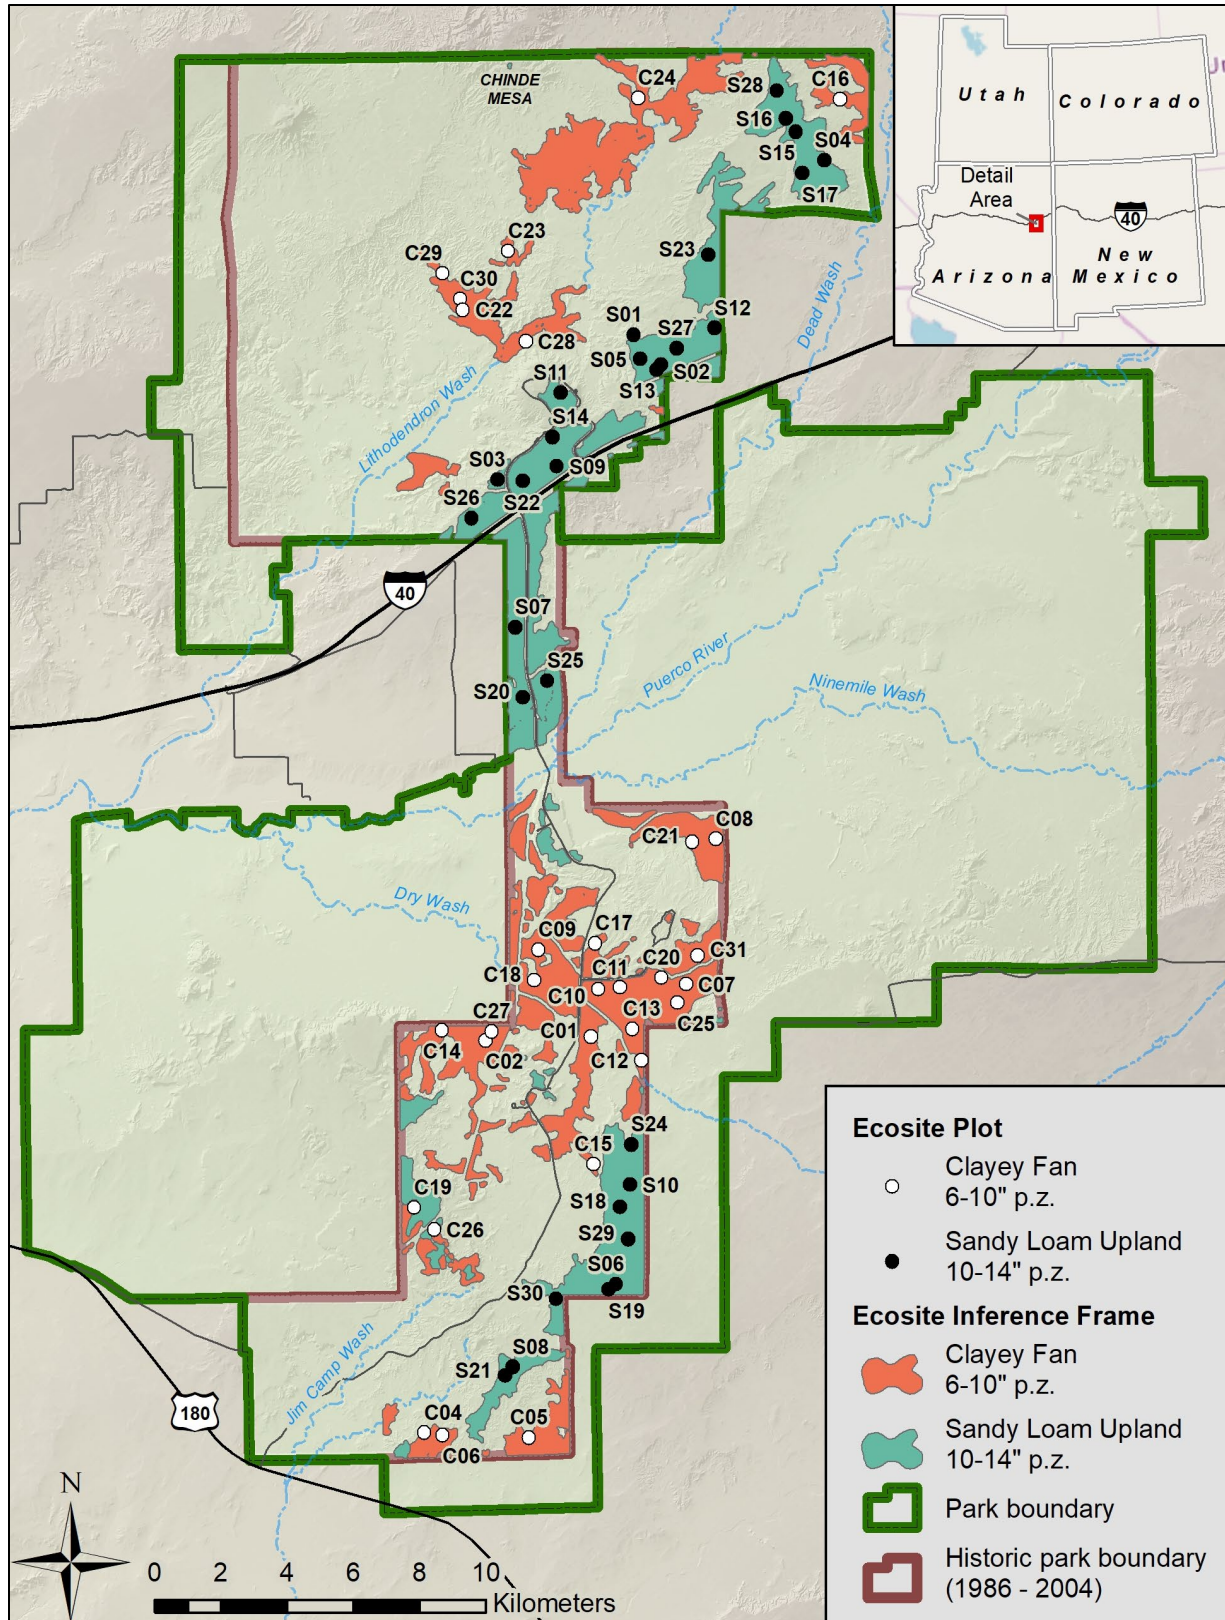 CHINDE
MESA
C24
S28
C16
S16
S15
S04
S17
C23
C29
C30
C22
S23
S12
S01
S27
C28
S05
S02
S13
S11
S14
S03
S09
S22
S26
Lithodendron Wash
Dead Wash
40
S07
S25
S20
Puerco River
Ninemile Wash
C21
C08
Dry Wash
C09
C17
C31
C20
C11
C18
C07
C10
C13
C25
C27
C01
C14
C02
C12
S24
C15
S10
C19
S18
C26
S29
S06
S30
S19
S08
S21
Jim Camp Wash
C04
C05
C06
180
N
0 2 4 6 8 10
Kilometers
Utah
Colorado
Detail
Area
40
Arizona
New
Mexico
Ecosite Plot
Clayey Fan
6-10" p.z.
Sandy Loam Upland
10-14" p.z.
Ecosite Inference Frame
Clayey Fan
6-10" p.z.
Sandy Loam Upland
10-14" p.z.
Park boundary
Historic park boundary
(1986 - 2004)